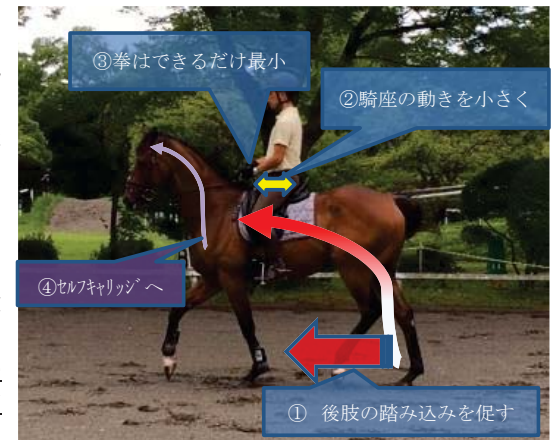 ③拳はできるだけ最小
②騎座の動きを小さく
④ｾﾙﾌｷｬﾘｯｼﾞへ
① 後肢の踏み込みを促す